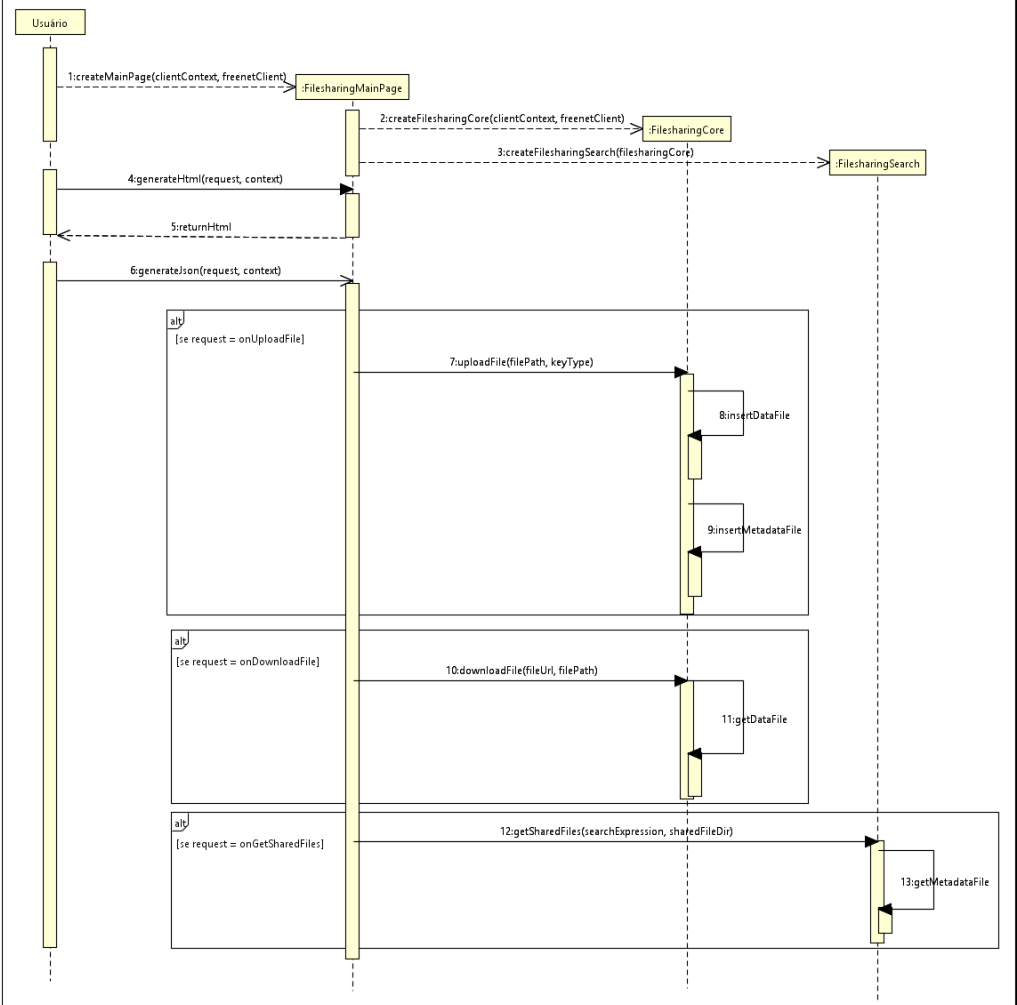 Usuário
1:createMainPage(clientContext, freenetClient)
:FilesharingMainPage
2:createFilesharingCore(clientContext, freenetClient)
:FilesharingCore
3:createFilesharingSearch(filesharingCore)
:FilesharingSearch
4:generateHtml(request, context)
5:returnHtml
6:generateJson(request, context)
alt
[se request = onUploadFile]
7:uploadFile(filePath, keyType)
8:insertDataFile
9:insertMetadataFile
alt
[se request = onDownloadFile]
10:downloadFile(fileUrl, filePath)
11:getDataFile
alt
[se request = onGetSharedFiles]
12:getSharedFiles(searchExpression, sharedFileDir)
13:getMetadataFile